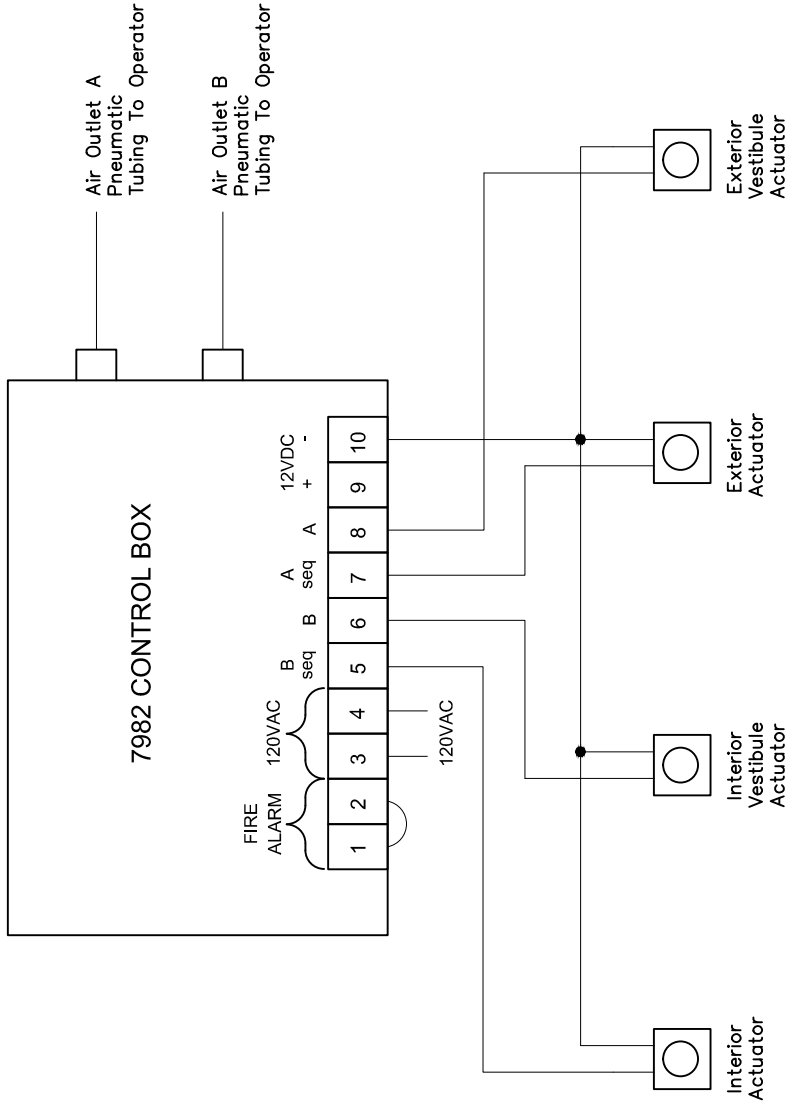 7982 CONTROL BOX
Air Outlet A
Pneumatic
Tubing To Operator
Air Outlet B
Pneumatic
Tubing To Operator
FIRE
ALARM
120VAC
B
seq
B
A
seq
A
12VDC
+
-
1
2
3
4
5
6
7
8
9
10
120VAC
Interior
Actuator
Interior
Vestibule
Actuator
Exterior
Actuator
Exterior
Vestibule
Actuator